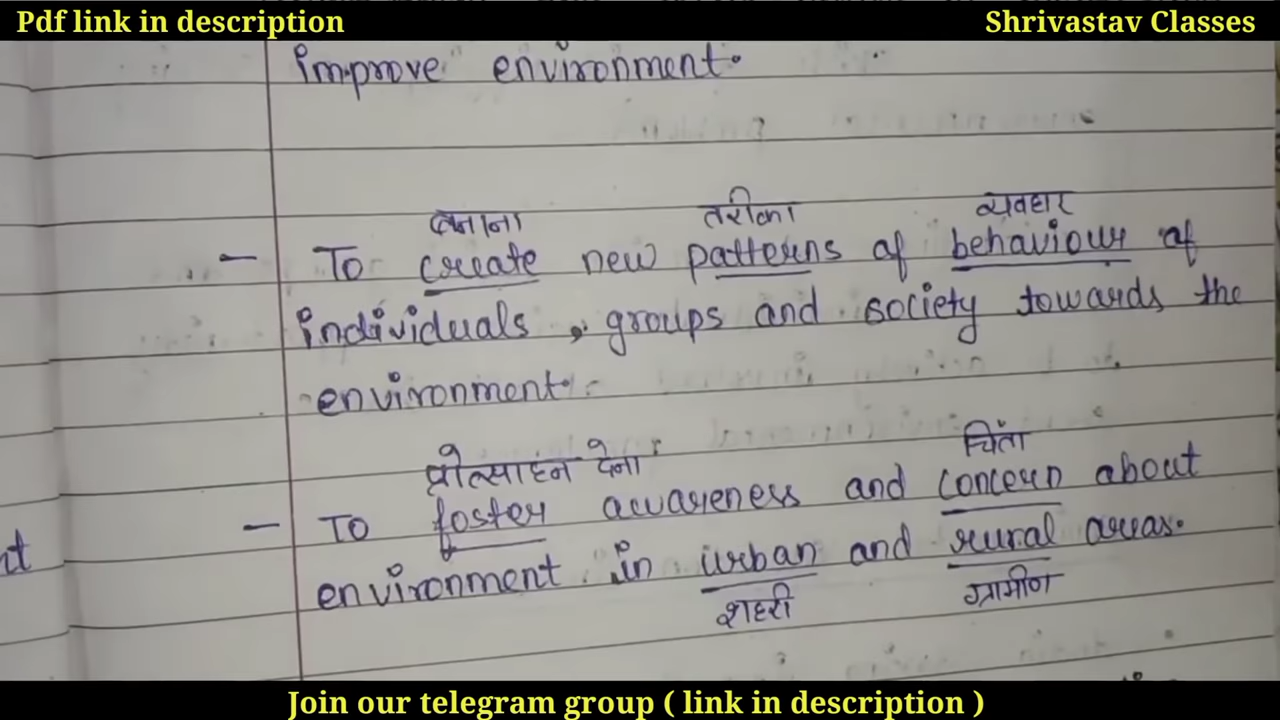 Pdf link in description
Shrivastav Classes
improve environment.
बनाना तरीका व्यवहार
– To create new patterns of behaviour of
individuals, groups and society towards the
environment.
प्रोत्साहन देना चिंता
– To foster awareness and concern about
environment in urban and rural areas.
शहरी ग्रामीण
Join our telegram group ( link in description )